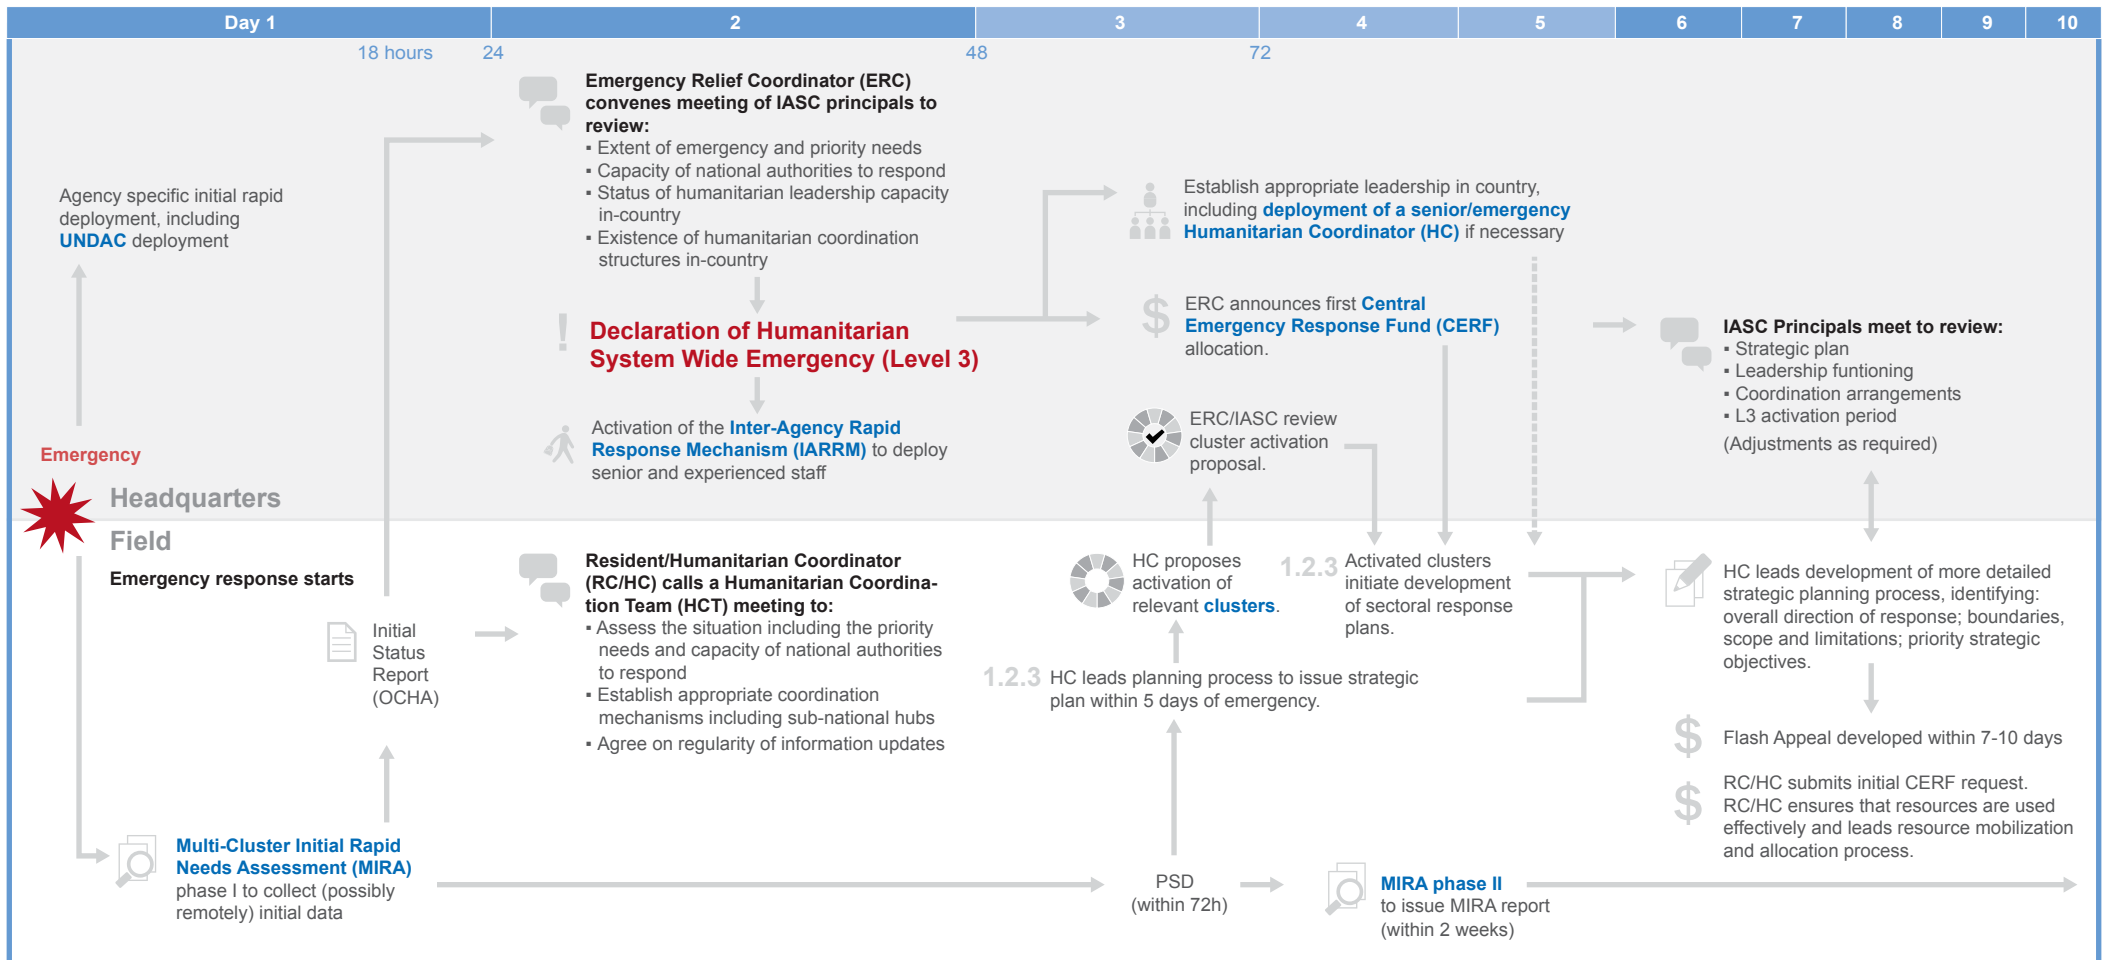 Day 1
2
3
4
5
6
7
8
9
10
18 hours
24
48
72
Emergency Relief Coordinator (ERC)
convenes meeting of IASC principals to
review:
▪ Extent of emergency and priority needs
▪ Capacity of national authorities to respond
▪ Status of humanitarian leadership capacity
in-country
▪ Existence of humanitarian coordination
structures in-country
Agency specific initial rapid
deployment, including
UNDAC deployment
Establish appropriate leadership in country,
including deployment of a senior/emergency
Humanitarian Coordinator (HC) if necessary
! Declaration of Humanitarian
System Wide Emergency (Level 3)
$ ERC announces first Central
Emergency Response Fund (CERF)
allocation.
IASC Principals meet to review:
▪ Strategic plan
▪ Leadership funtioning
▪ Coordination arrangements
▪ L3 activation period
(Adjustments as required)
Activation of the Inter-Agency Rapid
Response Mechanism (IARRM) to deploy
senior and experienced staff
ERC/IASC review
cluster activation
proposal.
Emergency
Headquarters
Field
Emergency response starts
Initial
Status
Report
(OCHA)
Resident/Humanitarian Coordinator
(RC/HC) calls a Humanitarian Coordina-
tion Team (HCT) meeting to:
▪ Assess the situation including the priority
needs and capacity of national authorities
to respond
▪ Establish appropriate coordination
mechanisms including sub-national hubs
▪ Agree on regularity of information updates
HC proposes
activation of
relevant clusters.
1.2.3 Activated clusters
initiate development
of sectoral response
plans.
1.2.3 HC leads planning process to issue strategic
plan within 5 days of emergency.
HC leads development of more detailed
strategic planning process, identifying:
overall direction of response; boundaries,
scope and limitations; priority strategic
objectives.
$ Flash Appeal developed within 7-10 days
$ RC/HC submits initial CERF request.
RC/HC ensures that resources are used
effectively and leads resource mobilization
and allocation process.
Multi-Cluster Initial Rapid
Needs Assessment (MIRA)
phase I to collect (possibly
remotely) initial data
PSD
(within 72h)
MIRA phase II
to issue MIRA report
(within 2 weeks)